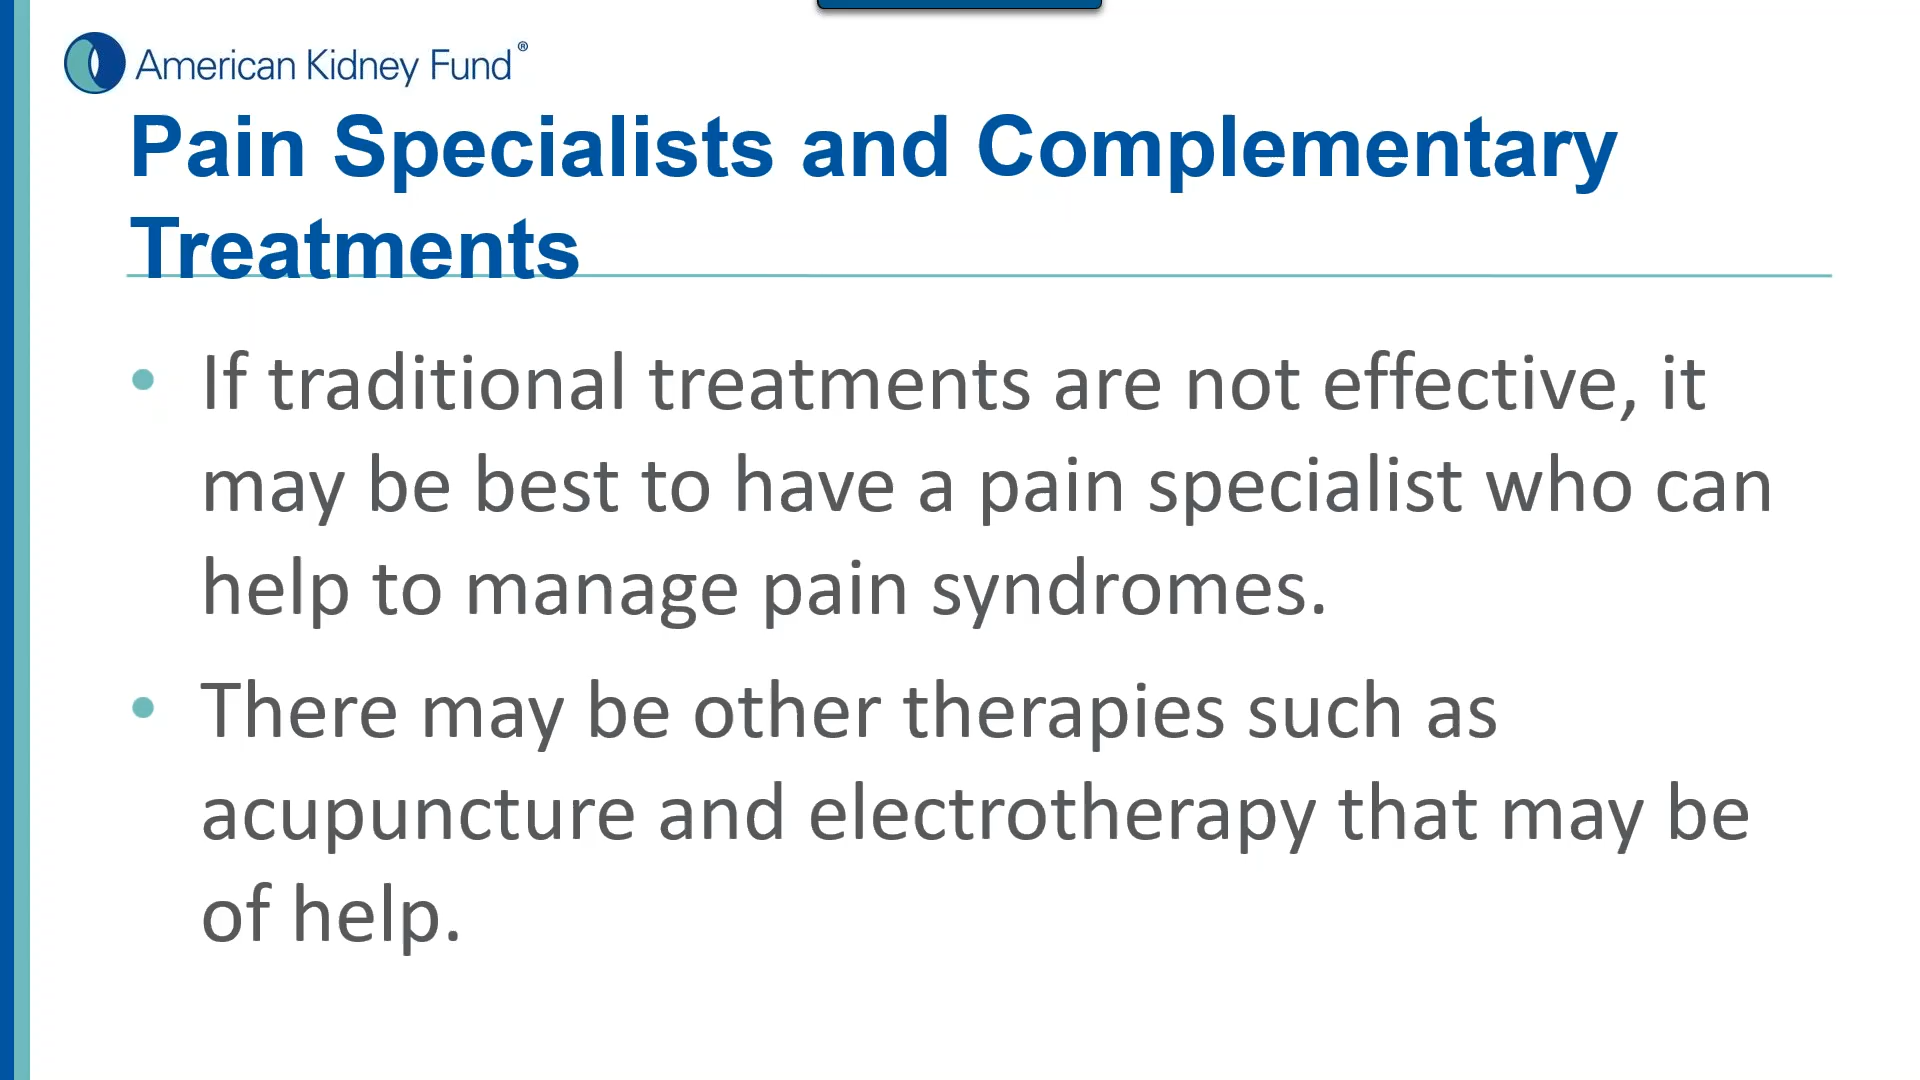 American Kidney Fund®
Pain Specialists and Complementary
Treatments
• If traditional treatments are not effective, it
may be best to have a pain specialist who can
help to manage pain syndromes.
• There may be other therapies such as
acupuncture and electrotherapy that may be
of help.